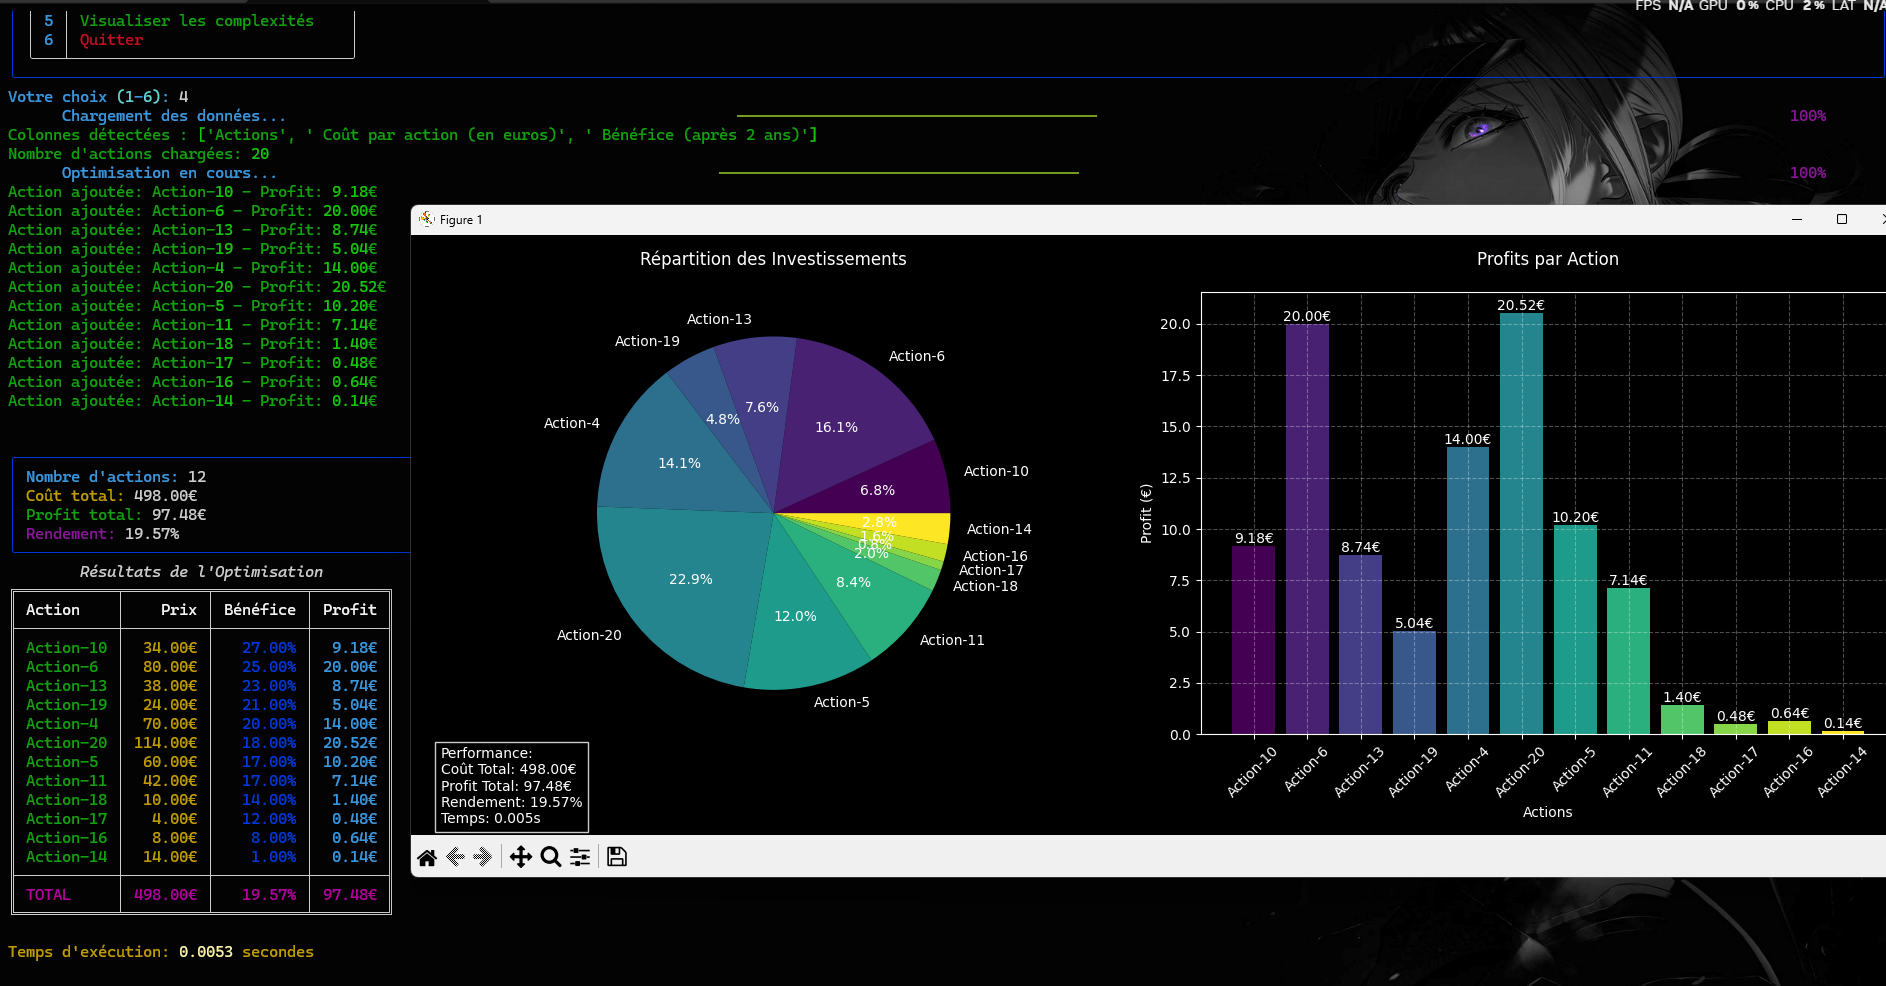 FPS N/A GPU 0% CPU 2% LAT N/A
5 Visualiser les complexités
6 Quitter
Votre choix (1-6): 4
Chargement des données... 100%
Colonnes détectées : ['Actions', ' Coût par action (en euros)', ' Bénéfice (après 2 ans)']
Nombre d'actions chargées: 20
Optimisation en cours... 100%
Action ajoutée: Action-10 - Profit: 9.18€
Action ajoutée: Action-6 - Profit: 20.00€
Action ajoutée: Action-13 - Profit: 8.74€
Action ajoutée: Action-19 - Profit: 5.04€
Action ajoutée: Action-4 - Profit: 14.00€
Action ajoutée: Action-20 - Profit: 20.52€
Action ajoutée: Action-5 - Profit: 10.20€
Action ajoutée: Action-11 - Profit: 7.14€
Action ajoutée: Action-18 - Profit: 1.40€
Action ajoutée: Action-17 - Profit: 0.48€
Action ajoutée: Action-16 - Profit: 0.64€
Action ajoutée: Action-14 - Profit: 0.14€
Nombre d'actions: 12
Coût total: 498.00€
Profit total: 97.48€
Rendement: 19.57%
Résultats de l'Optimisation
Action Prix Bénéfice Profit
Action-10 34.00€ 27.00% 9.18€
Action-6 80.00€ 25.00% 20.00€
Action-13 38.00€ 23.00% 8.74€
Action-19 24.00€ 21.00% 5.04€
Action-4 70.00€ 20.00% 14.00€
Action-20 114.00€ 18.00% 20.52€
Action-5 60.00€ 17.00% 10.20€
Action-11 42.00€ 17.00% 7.14€
Action-18 10.00€ 14.00% 1.40€
Action-17 4.00€ 12.00% 0.48€
Action-16 8.00€ 8.00% 0.64€
Action-14 14.00€ 1.00% 0.14€
TOTAL 498.00€ 19.57% 97.48€
Temps d'exécution: 0.0053 secondes
Figure 1
Répartition des Investissements
Action-13
Action-19
Action-6
Action-4
7.6%
4.8%
16.1%
14.1%
Action-10
6.8%
2.8%
Action-14
1.6%
0.8%
2.0%
Action-16
Action-17
Action-18
22.9%
8.4%
12.0%
Action-20
Action-11
Action-5
Performance:
Coût Total: 498.00€
Profit Total: 97.48€
Rendement: 19.57%
Temps: 0.005s
Profits par Action
Profit (€)
20.0
17.5
15.0
12.5
10.0
7.5
5.0
2.5
0.0
9.18€
20.00€
8.74€
5.04€
14.00€
20.52€
10.20€
7.14€
1.40€
0.48€
0.64€
0.14€
Action-10
Action-6
Action-13
Action-19
Action-4
Action-20
Action-5
Action-11
Action-18
Action-17
Action-16
Action-14
Actions